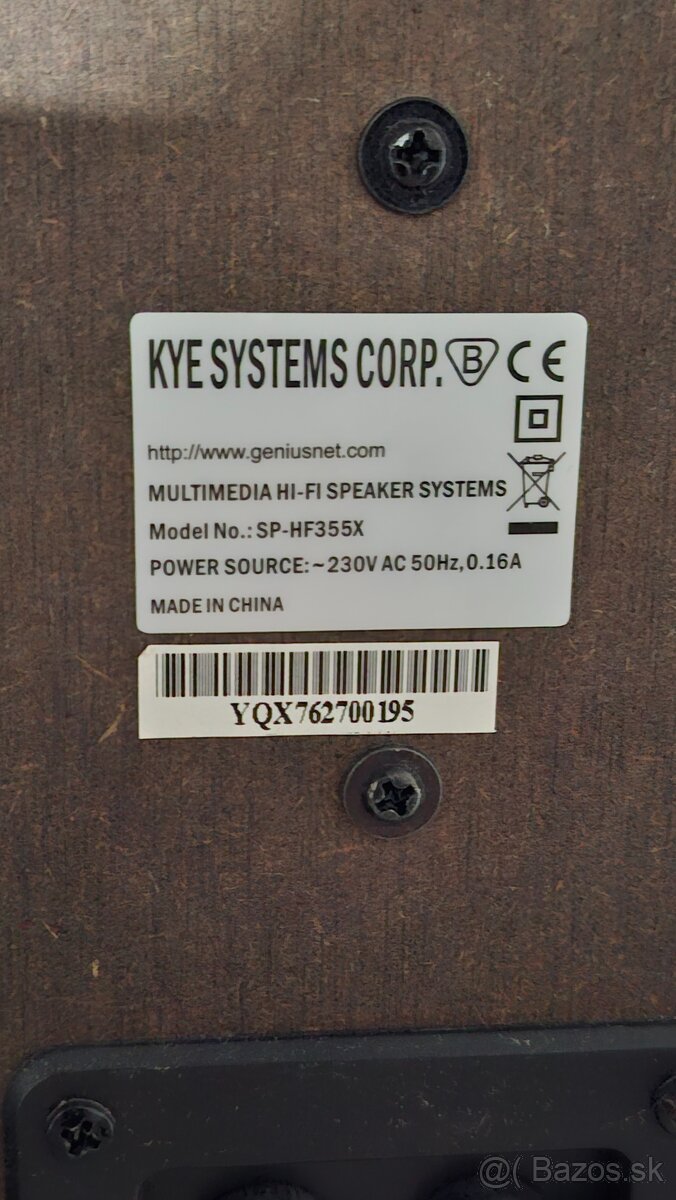 KYE SYSTEMS CORP. B CE
http://www.geniusnet.com
MULTIMEDIA HI-FI SPEAKER SYSTEMS
Model No.: SP-HF355X
POWER SOURCE:~230V AC 50Hz,0.16A
MADE IN CHINA
YQX762700195
@( Bazos.sk